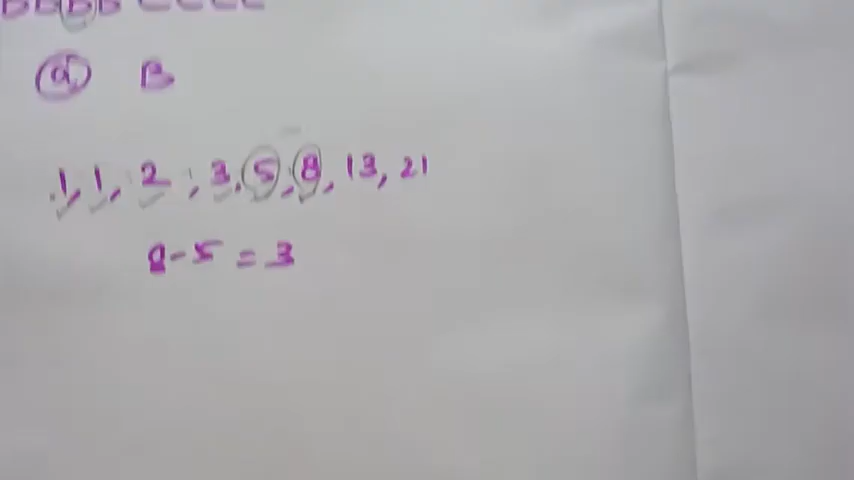 (d) B
1, 1, 2, 3, 5, 8, 13, 21
8-5 = 3